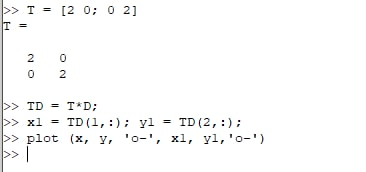 >> T = [2 0; 0 2]
T =
2 0
0 2
>> TD = T*D;
>> x1 = TD(1,:); y1 = TD(2,:);
>> plot (x, y, 'o-', x1, y1,'o-')
>>